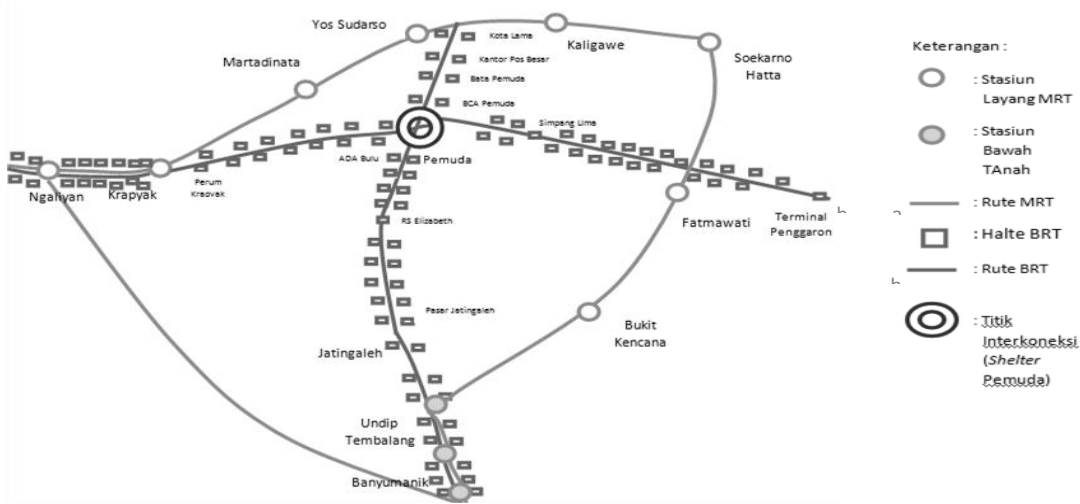 Yos Sudarso
Kota Lama
Kaligawe
Soekarno
Hatta
Martadinata
Kantor Pos Besar
Bata Pemuda
BCA Pemuda
Simpang Lima
ADA Bulu
Pemuda
Ngaliyan
Krapyak
Perum
RS Elizabeth
Fatmawati
Terminal
Penggaron
Pasar Jatingaleh
Bukit
Kencana
Jatingaleh
Undip
Tembalang
Banyumanik
Keterangan :
: Stasiun
Layang MRT
: Stasiun
Bawah
TAnah
: Rute MRT
: Halte BRT
: Rute BRT
: Titik
Interkoneksi
(Shelter
Pemuda)